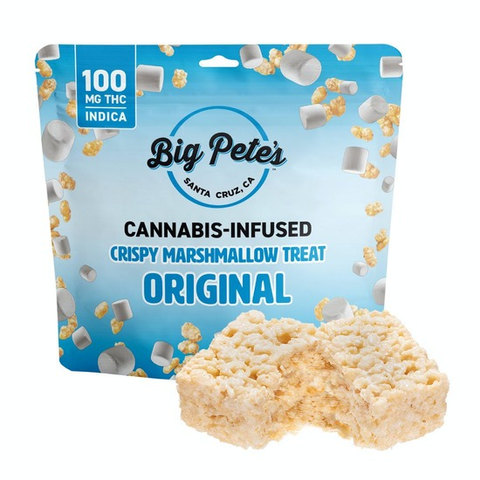 100
MG THC
INDICA
Big Pete's
SANTA CRUZ, CA
CANNABIS-INFUSED
CRISPY MARSHMALLOW TREAT
ORIGINAL